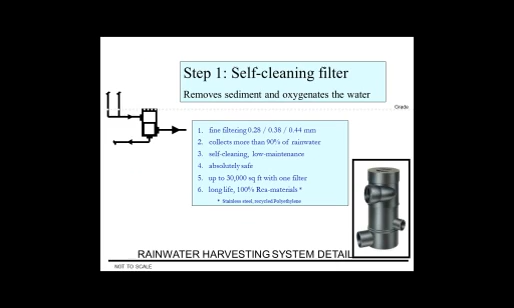 Step 1: Self-cleaning filter
Removes sediment and oxygenates the water
Grade
1. fine filtering 0.28 / 0.38 / 0.44 mm
2. collects more than 90% of rainwater
3. self-cleaning, low-maintenance
4. absolutely safe
5. up to 30,000 sq ft with one filter
6. long life, 100% Rea-materials *
* Stainless steel, recycled Polyethylene
RAINWATER HARVESTING SYSTEM DETAIL
NOT TO SCALE